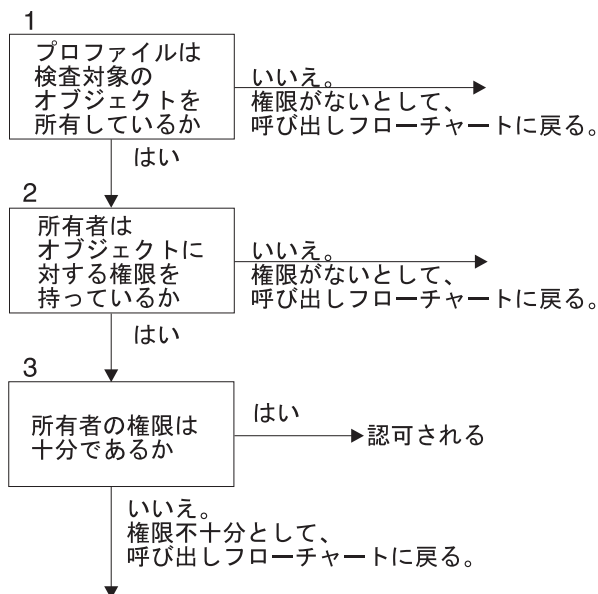 1
プロファイルは
検査対象の
オブジェクトを
所有しているか
いいえ。
権限がないとして、
呼び出しフローチャートに戻る。
はい
2
所有者は
オブジェクトに
対する権限を
持っているか
いいえ。
権限がないとして、
呼び出しフローチャートに戻る。
はい
3
所有者の権限は
十分であるか
はい
認可される
いいえ。
権限不十分として、
呼び出しフローチャートに戻る。